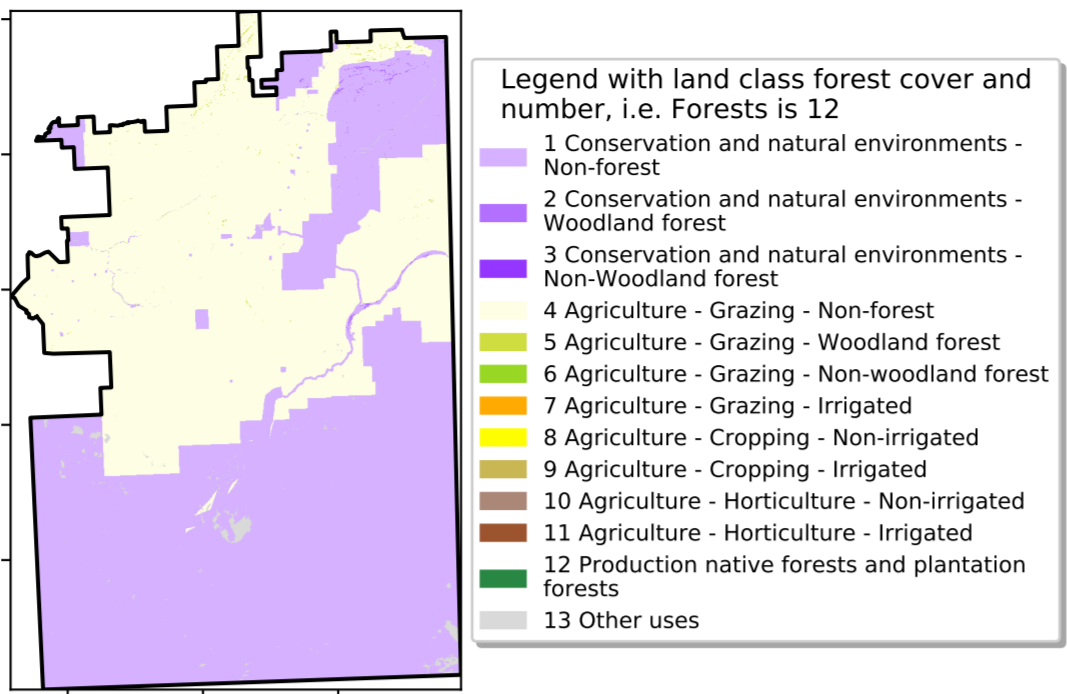 Legend with land class forest cover and
number, i.e. Forests is 12
1 Conservation and natural environments -
Non-forest
2 Conservation and natural environments -
Woodland forest
3 Conservation and natural environments -
Non-Woodland forest
4 Agriculture - Grazing - Non-forest
5 Agriculture - Grazing - Woodland forest
6 Agriculture - Grazing - Non-woodland forest
7 Agriculture - Grazing - Irrigated
8 Agriculture - Cropping - Non-irrigated
9 Agriculture - Cropping - Irrigated
10 Agriculture - Horticulture - Non-irrigated
11 Agriculture - Horticulture - Irrigated
12 Production native forests and plantation
forests
13 Other uses